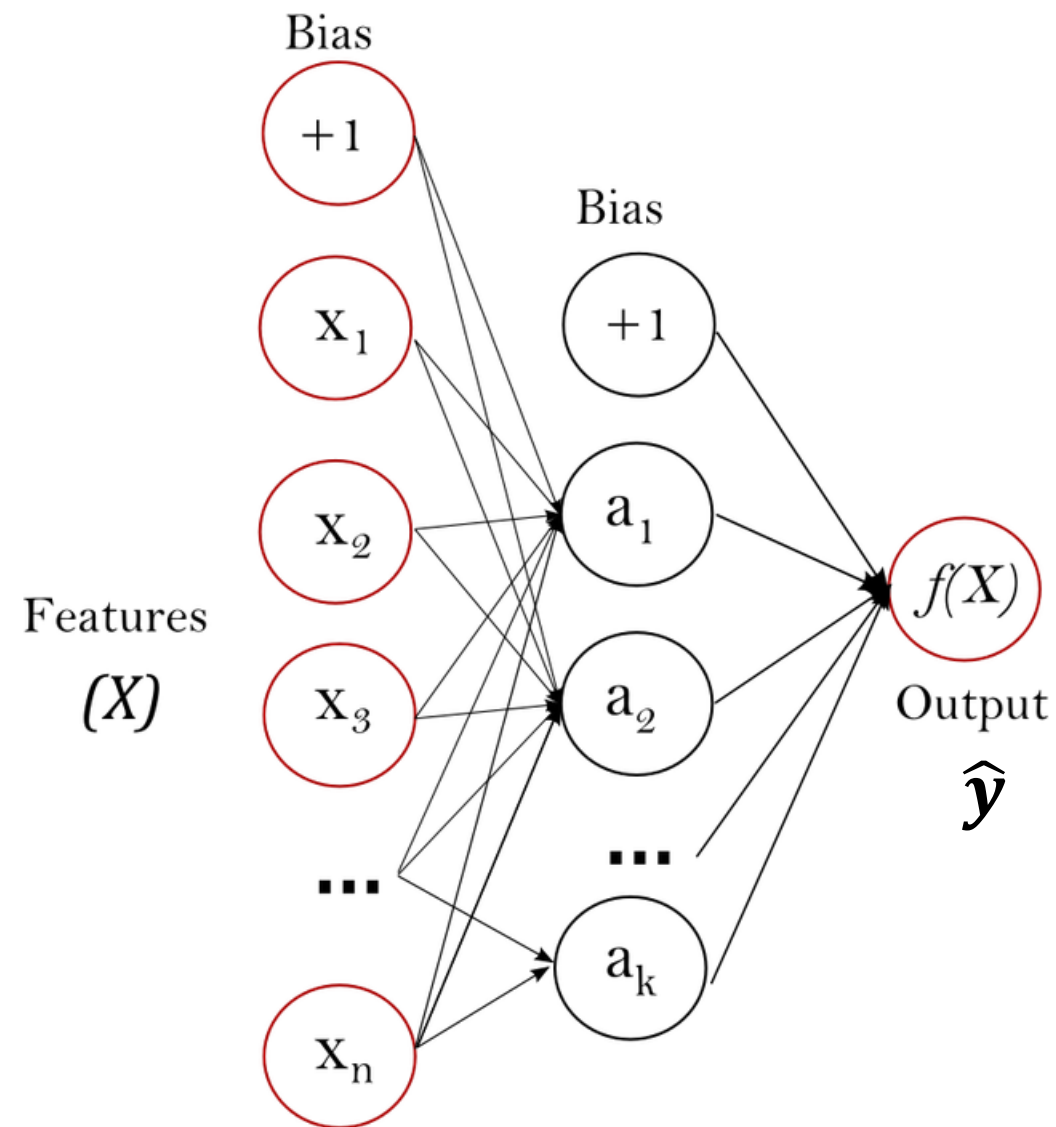 Bias
+1
x₁
x₂
x₃
...
xₙ
Features
(X)
Bias
+1
a₁
a₂
...
aₖ
f(X)
Output
ŷ